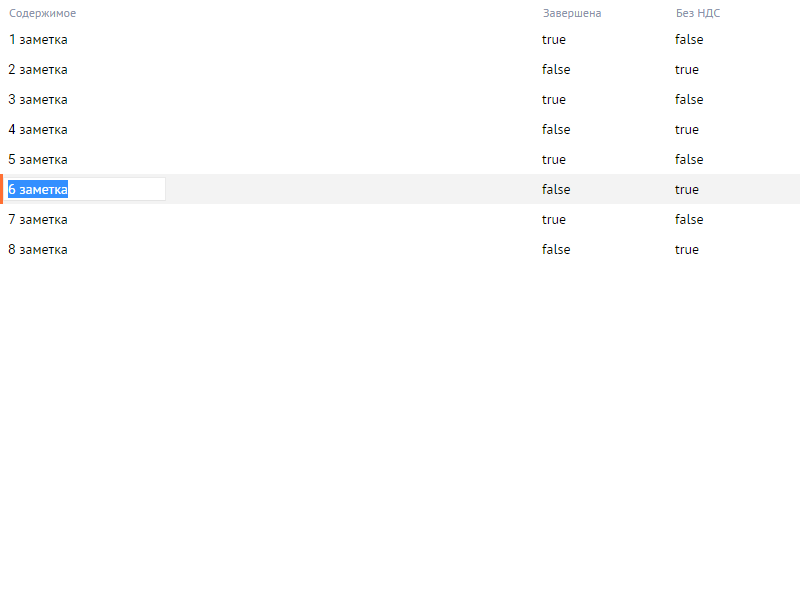 Содержимое Завершена Без НДС
1 заметка true false
2 заметка false true
3 заметка true false
4 заметка false true
5 заметка true false
6 заметка false true
7 заметка true false
8 заметка false true